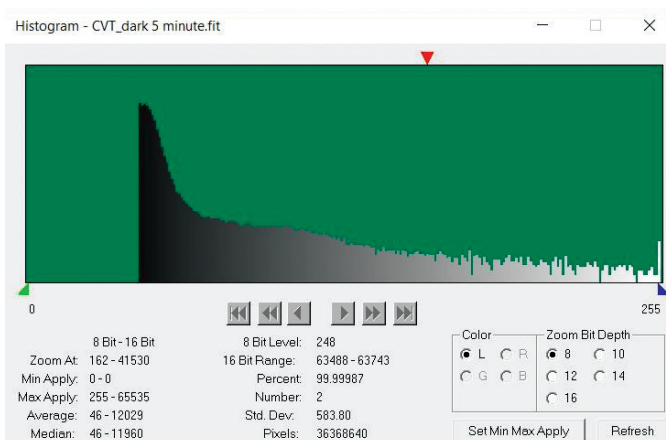 Histogram - CVT_dark 5 minute.fit
0 255
8 Bit - 16 Bit 8 Bit Level: 248
Zoom At: 162 - 41530 16 Bit Range: 63488 - 63743
Min Apply: 0 - 0 Percent: 99.99987
Max Apply: 255 - 65535 Number: 2
Average: 46 - 12029 Std. Dev: 583.80
Median: 46 - 11960 Pixels: 36368640
Color Zoom Bit Depth
L R 8 10
G B 12 14
16
Set Min Max Apply Refresh